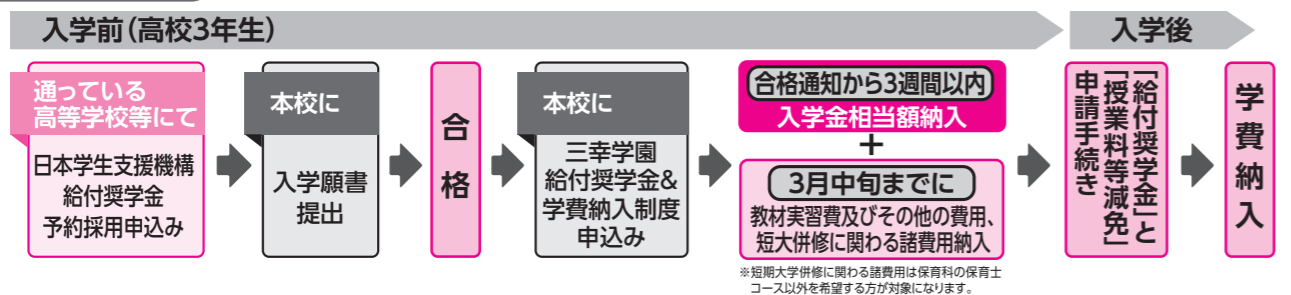 入学前（高校3年生）
入学後
通っている
高等学校等にて
日本学生支援機構
給付奨学金
予約採用申込み
本校に
入学願書
提出
合格
本校に
三幸学園
給付奨学金&
学費納入制度
申込み
合格通知から3週間以内
入学金相当額納入
+
3月中旬までに
教材実習費及びその他の費用、
短大併修に関わる諸費用納入
※短期大学併修に関わる諸費用は保育科の保育士
コース以外を希望する方が対象になります。
「給付奨学金」と
「授業料等減免」
申請手続き
学費納入